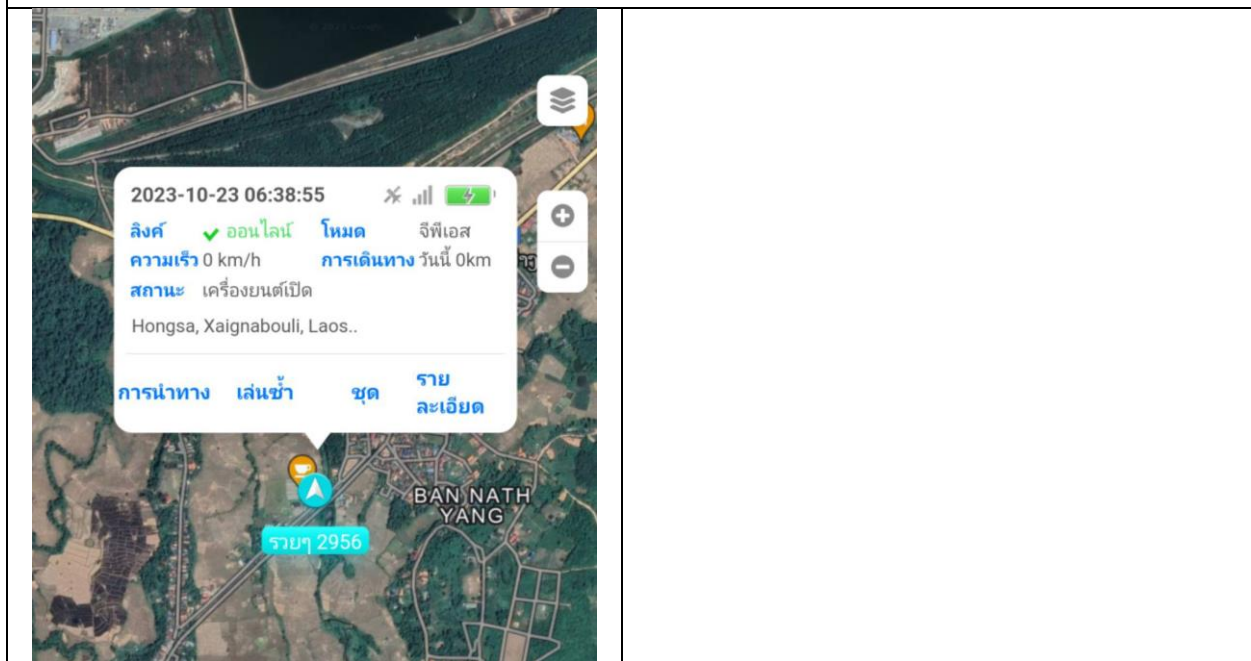 2023-10-23 06:38:55
ลิงค์ ออนไลน์ โหมด จีพีเอส
ความเร็ว 0 km/h การเดินทาง วันนี้ 0km
สถานะ เครื่องยนต์เปิด
Hongsa, Xaignabouli, Laos..
การนำทาง เล่นซ้ำ ชุด ราย
ละเอียด
BAN NATH
YANG
รวยๆ 2956